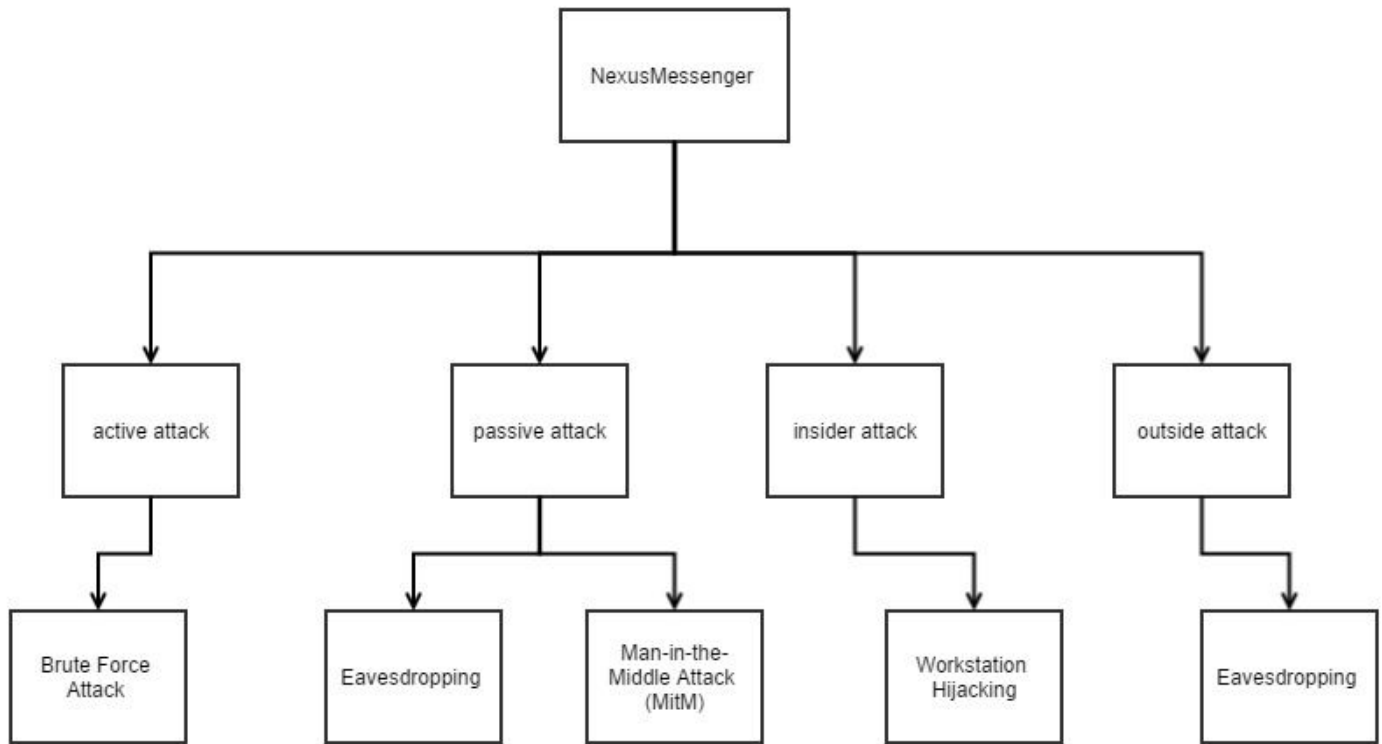 NexusMessenger
active attack
passive attack
insider attack
outside attack
Brute Force
Attack
Eavesdropping
Man-in-the-
Middle Attack
(MitM)
Workstation
Hijacking
Eavesdropping